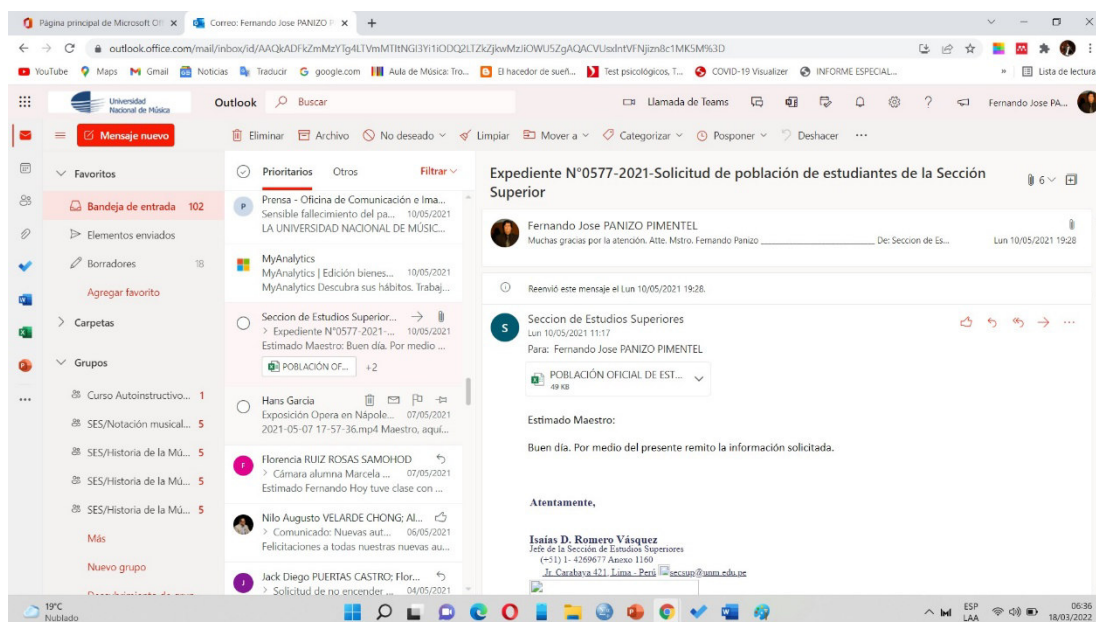 Página principal de Microsoft Of
Correo: Fernando Jose PANIZO P
outlook.office.com/mail/inbox/id/
YouTube
Maps
Gmail
Noticias
Traducir
google.com
Aula de Música: Tro...
El hacedor de sueñ...
Test psicológicos, T...
COVID-19 Visualizer
INFORME ESPECIAL...
»
Lista de lectura
Universidad
Nacional de Música
Outlook
Buscar
Llamada de Teams
Fernando Jose PA...
Mensaje nuevo
Eliminar
Archivo
No deseado
Limpiar
Mover a
Categorizar
Posponer
Deshacer
Favoritos
Bandeja de entrada 102
Elementos enviados
Borradores 18
Agregar favorito
Carpetas
Grupos
Curso Autoinstructivo... 1
SES/Notación musical... 5
SES/Historia de la Mú... 5
SES/Historia de la Mú... 5
SES/Historia de la Mú... 5
Más
Nuevo grupo
Prioritarios
Otros
Filtrar
P
Prensa - Oficina de Comunicación e Ima...
Sensible fallecimiento del pa... 10/05/2021
LA UNIVERSIDAD NACIONAL DE MÚSIC...
MyAnalytics
MyAnalytics | Edición bienes... 10/05/2021
MyAnalytics Descubra sus hábitos. Trabaj...
Seccion de Estudios Superior...
> Expediente N°0577-2021-... 10/05/2021
Estimado Maestro: Buen día. Por medio ...
POBLACIÓN OF...
+2
Hans Garcia
Exposición Opera en Nápole... 07/05/2021
2021-05-07 17-57-36.mp4 Maestro, aquí...
F
Florencia RUIZ ROSAS SAMOHOD
> Cámara alumna Marcela ... 07/05/2021
Estimado Fernando Hoy tuve clase con ...
Nilo Augusto VELARDE CHONG; Al...
> Comunicado: Nuevas aut... 06/05/2021
Felicitaciones a todas nuestras nuevas au...
J
Jack Diego PUERTAS CASTRO; Flor...
> Solicitud de no encender ... 04/05/2021
Expediente N°0577-2021-Solicitud de población de estudiantes de la Sección
Superior
6
Fernando Jose PANIZO PIMENTEL
Muchas gracias por la atención. Atte. Mstro. Fernando Panizo ________________ De: Seccion de Es...
Lun 10/05/2021 19:28
Reenvió este mensaje el Lun 10/05/2021 19:28.
S
Seccion de Estudios Superiores
Lun 10/05/2021 11:17
Para: Fernando Jose PANIZO PIMENTEL
POBLACIÓN OFICIAL DE EST...
49 KB
Estimado Maestro:
Buen día. Por medio del presente remito la información solicitada.
Atentamente,
Isaías D. Romero Vásquez
Jefe de la Sección de Estudios Superiores
(+51) 1- 4269677 Anexo 1160
Jr. Carabaya 421, Lima - Perú secsup@unm.edu.pe
19°C
Nublado
ESP
LAA
06:36
18/03/2022